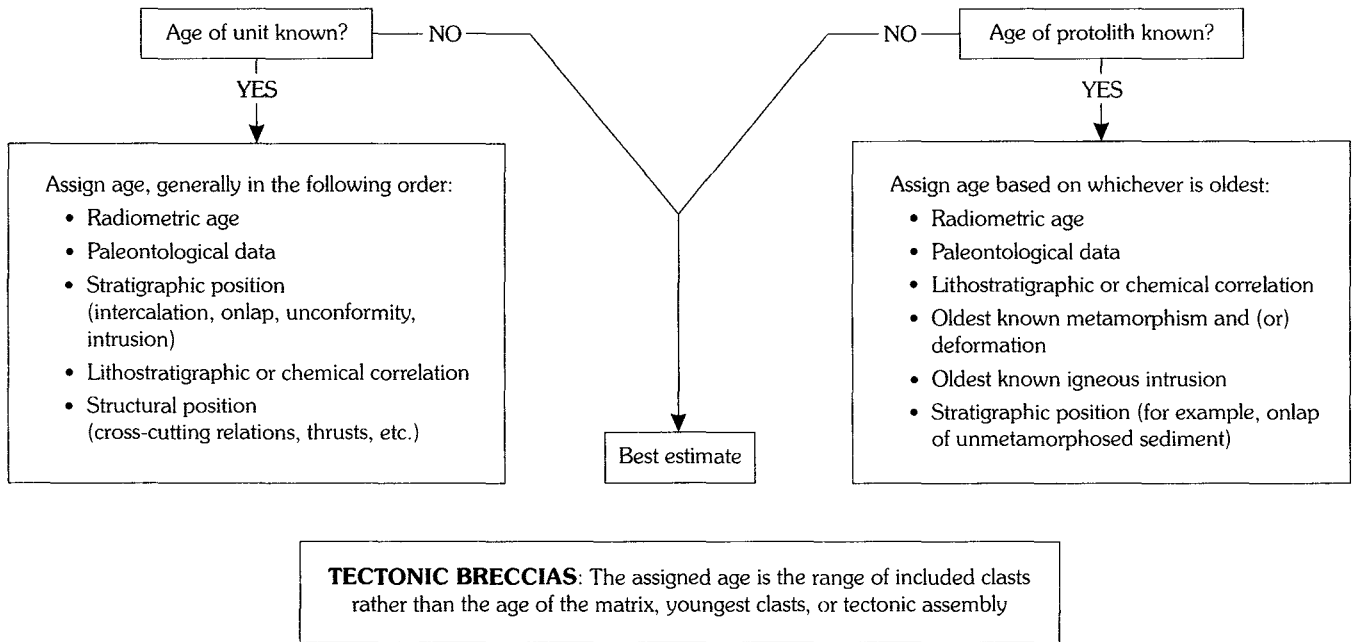 Age of unit known?
NO
NO
Age of protolith known?
YES
YES
Assign age, generally in the following order:
• Radiometric age
• Paleontological data
• Stratigraphic position
(intercalation, onlap, unconformity,
intrusion)
• Lithostratigraphic or chemical correlation
• Structural position
(cross-cutting relations, thrusts, etc.)
Assign age based on whichever is oldest:
• Radiometric age
• Paleontological data
• Lithostratigraphic or chemical correlation
• Oldest known metamorphism and (or)
deformation
• Oldest known igneous intrusion
• Stratigraphic position (for example, onlap
of unmetamorphosed sediment)
Best estimate
TECTONIC BRECCIAS: The assigned age is the range of included clasts
rather than the age of the matrix, youngest clasts, or tectonic assembly